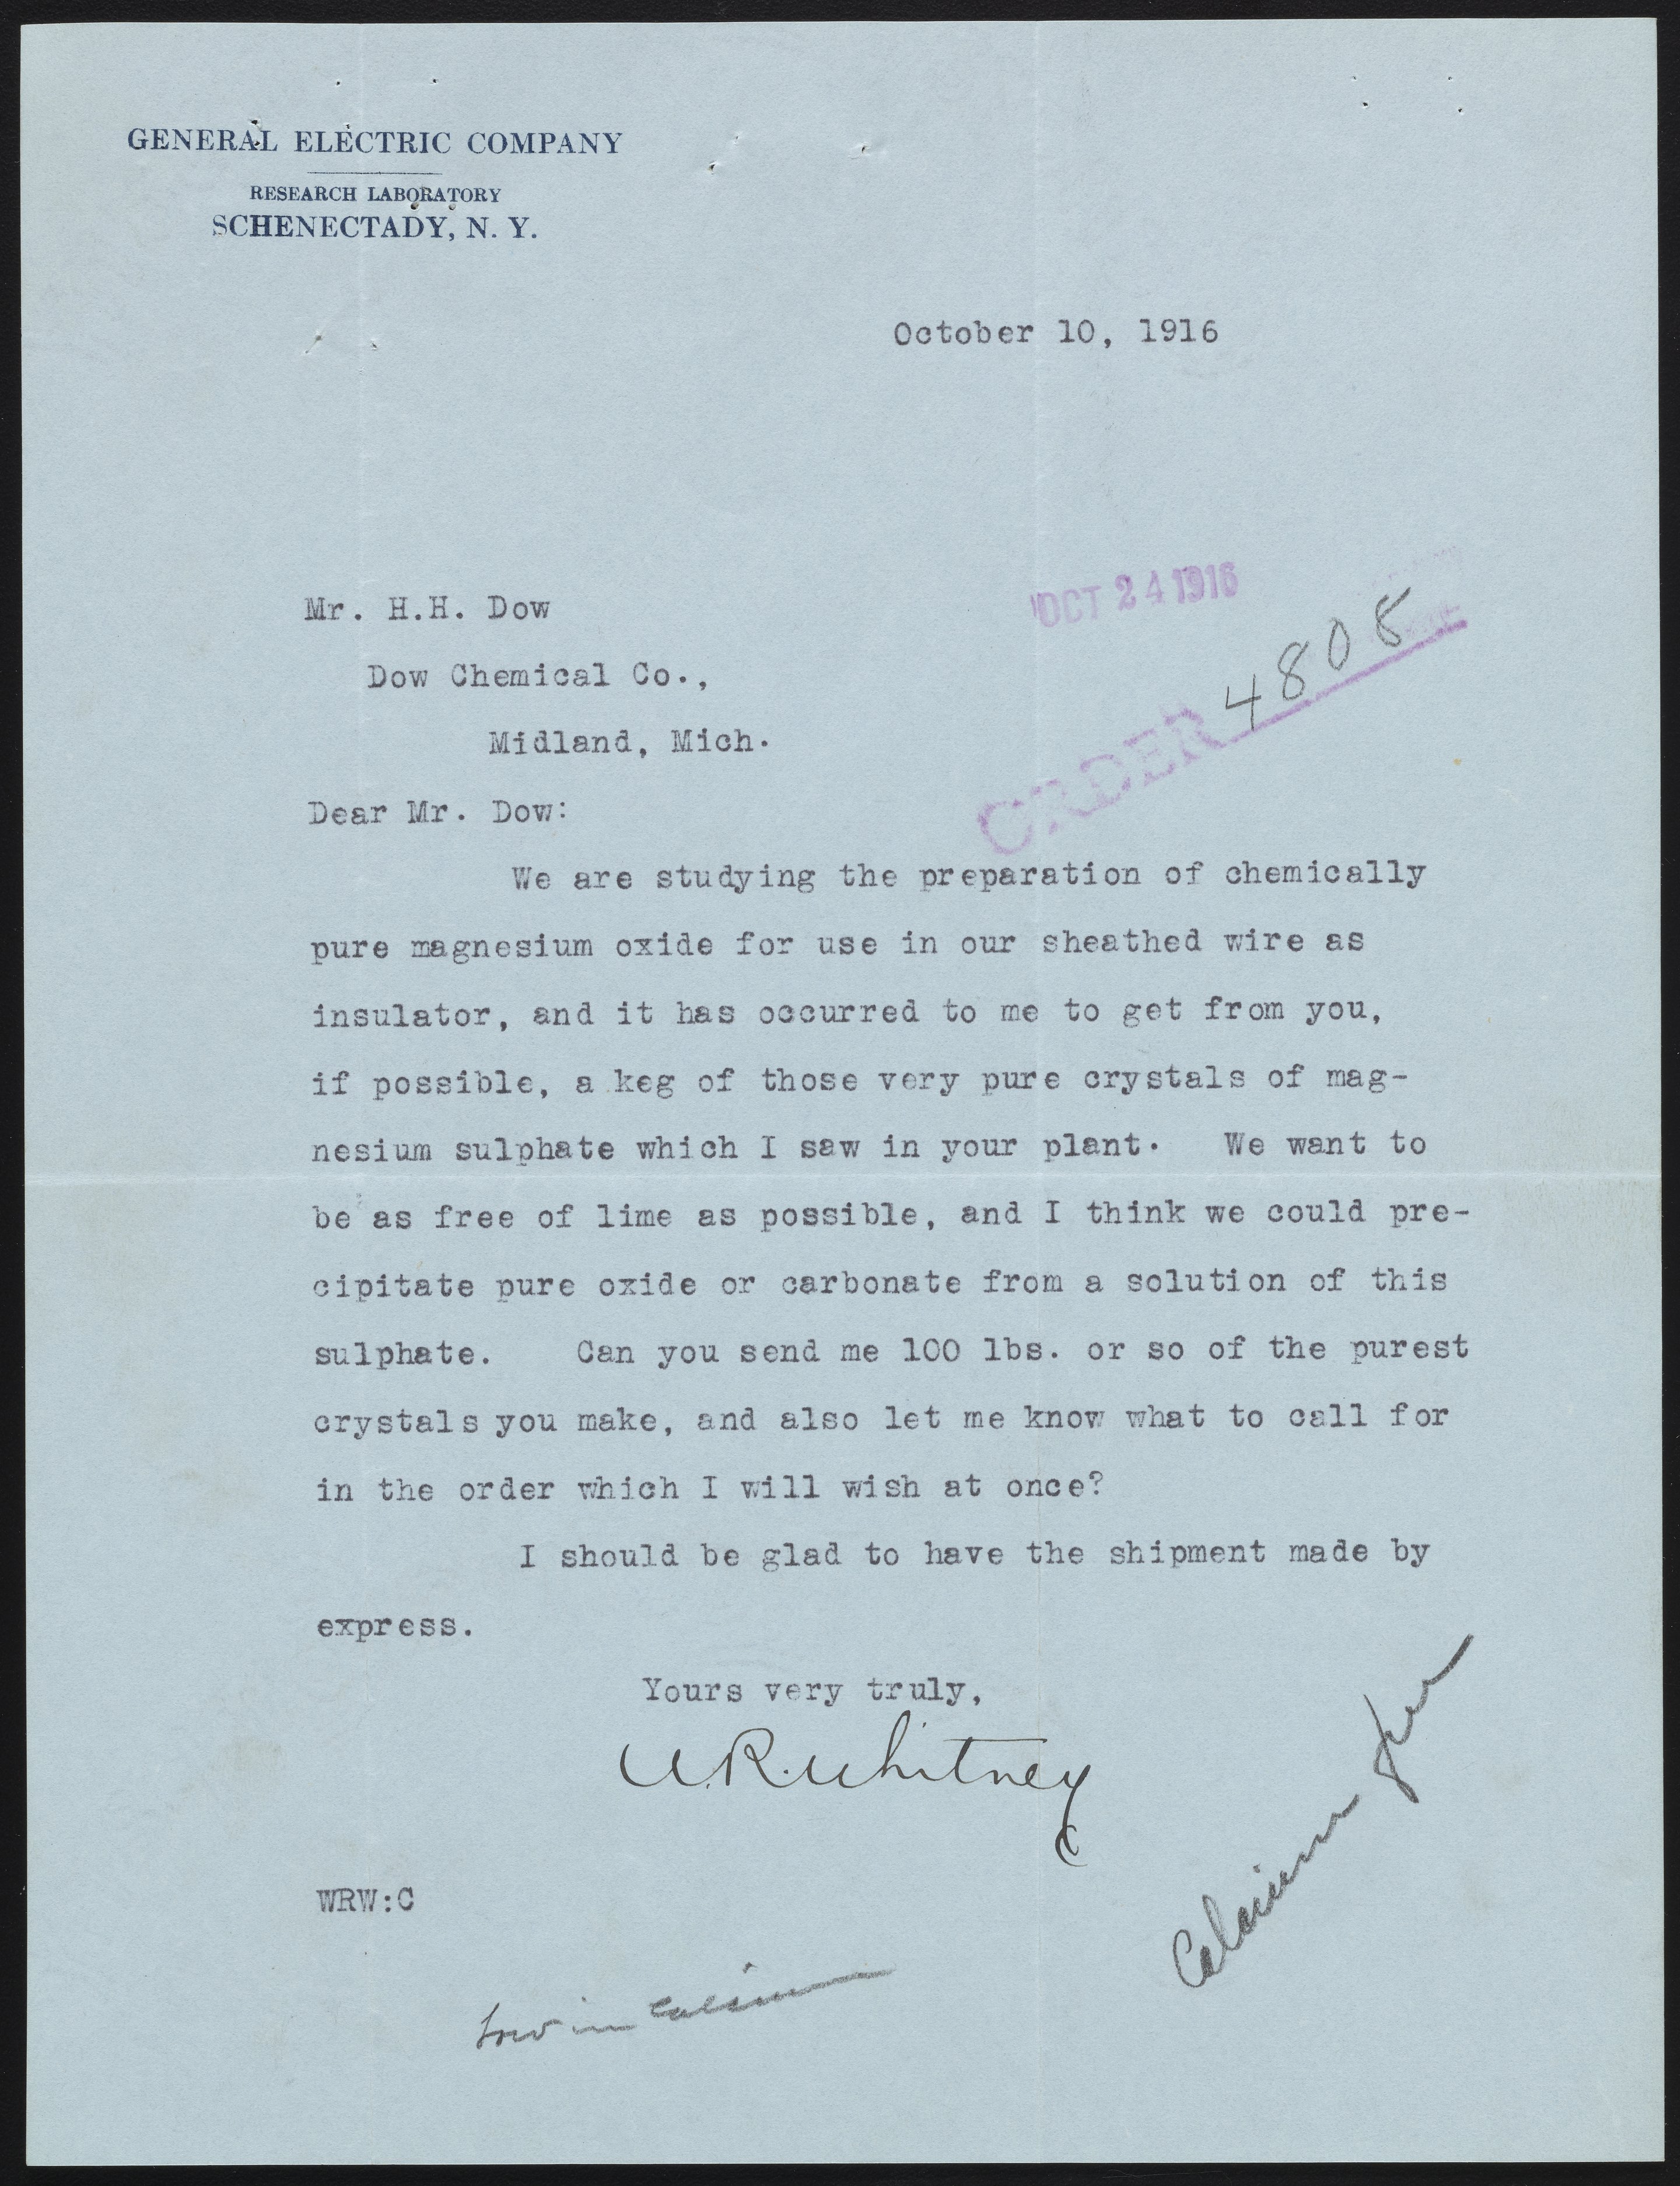 GENERAL ELECTRIC COMPANY
RESEARCH LABORATORY
SCHENECTADY, N. Y.
October 10, 1916
OCT 24 1916
Mr. H.H. Dow
ORDER 4808
Dow Chemical Co.,
Midland, Mich.
Dear Mr. Dow:
We are studying the preparation of chemically
pure magnesium oxide for use in our sheathed wire as
insulator, and it has occurred to me to get from you,
if possible, a keg of those very pure crystals of mag-
nesium sulphate which I saw in your plant. We want to
be as free of lime as possible, and I think we could pre-
cipitate pure oxide or carbonate from a solution of this
sulphate. Can you send me 100 lbs. or so of the purest
crystals you make, and also let me know what to call for
in the order which I will wish at once?
I should be glad to have the shipment made by
express.
Yours very truly,
W.R. Whitney
C
WRW:C
Calcium
low in Calcium